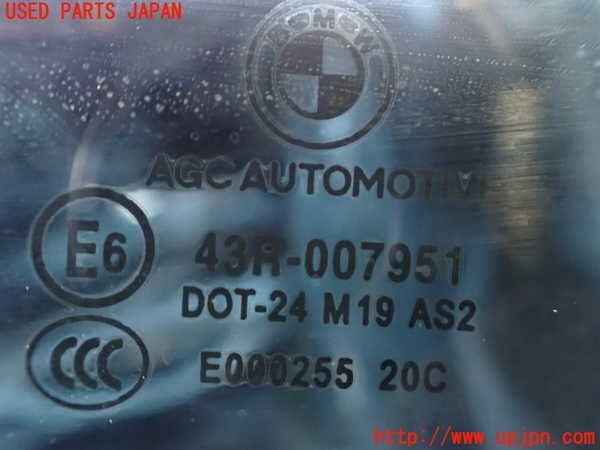 USED PARTS JAPAN
BMW
AGC AUTOMOTIVE
E6
43R-007951
DOT-24 M19 AS2
CCC
E000255 20C
http://www.upjpn.com